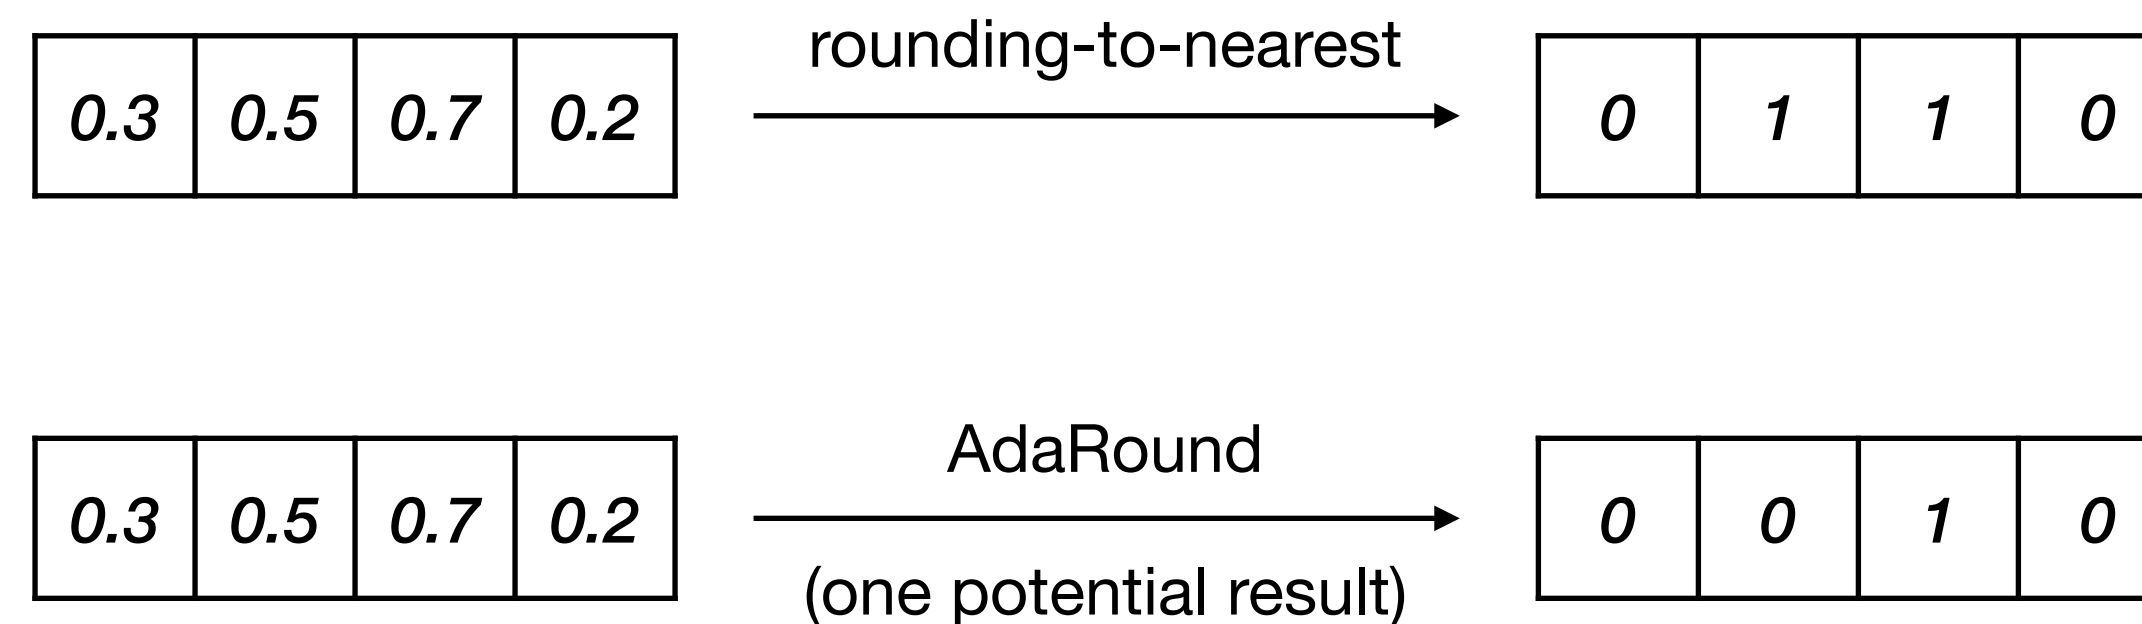 rounding-to-nearest
0.3 0.5 0.7 0.2
0 1 1 0
AdaRound
0.3 0.5 0.7 0.2
0 0 1 0
(one potential result)